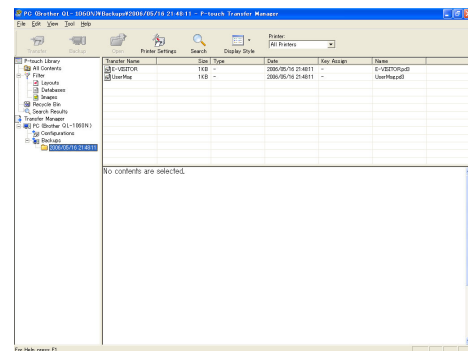 PC (Brother QL-1060N)¥Backups¥2006/05/16 21:48:11 - P-touch Transfer Manager
File Edit View Tool Help
Transfer Backup Open Printer Settings Search Display Style
Printer:
All Printers
P-touch Library
All Contents
Filter
Layouts
Databases
Images
Recycle Bin
Search Results
Transfer Manager
PC (Brother QL-1060N)
Configurations
Backups
2006/05/16 21:48:11
Transfer Name Size Type Date Key Assign Name
E-VISITOR 1KB - 2006/05/16 21:48:11 - E-VISITOR.pd3
UserMap 1KB - 2006/05/16 21:48:11 - UserMap.pd3
No contents are selected.
For Help, press F1